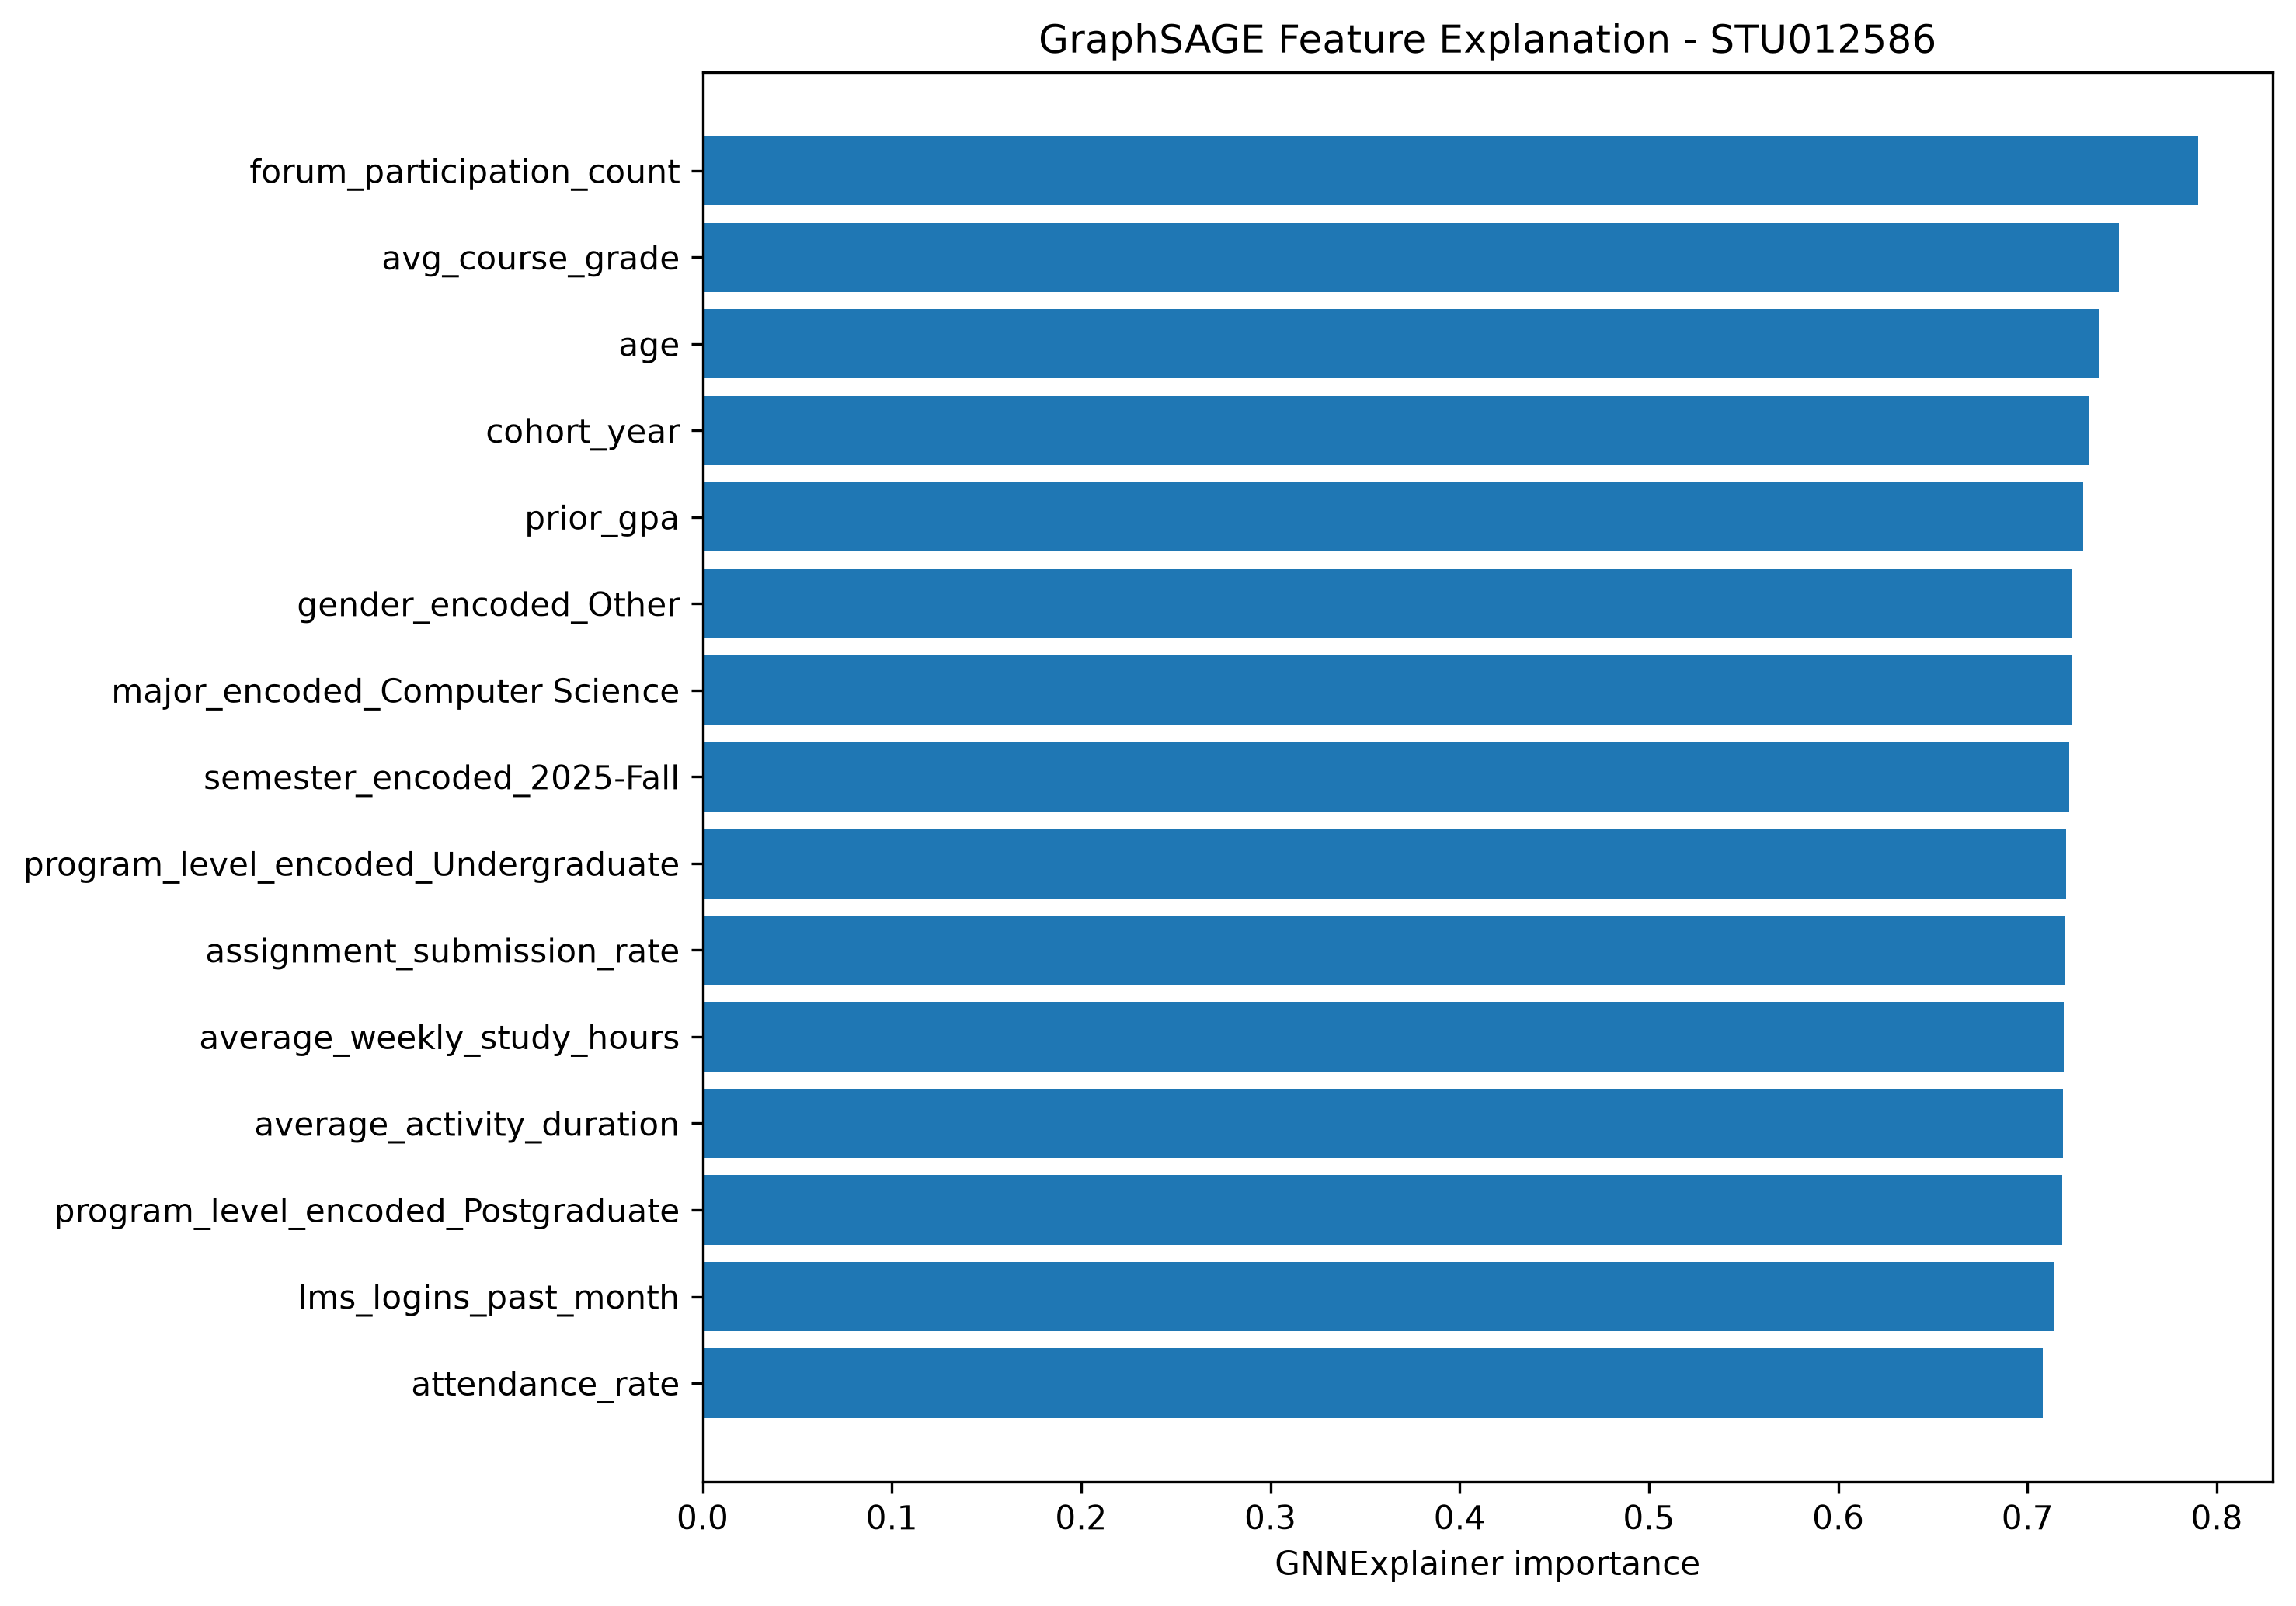 GraphSAGE Feature Explanation - STU012586
forum_participation_count
avg_course_grade
age
cohort_year
prior_gpa
gender_encoded_Other
major_encoded_Computer Science
semester_encoded_2025-Fall
program_level_encoded_Undergraduate
assignment_submission_rate
average_weekly_study_hours
average_activity_duration
program_level_encoded_Postgraduate
lms_logins_past_month
attendance_rate
0.0 0.1 0.2 0.3 0.4 0.5 0.6 0.7 0.8
GNNExplainer importance